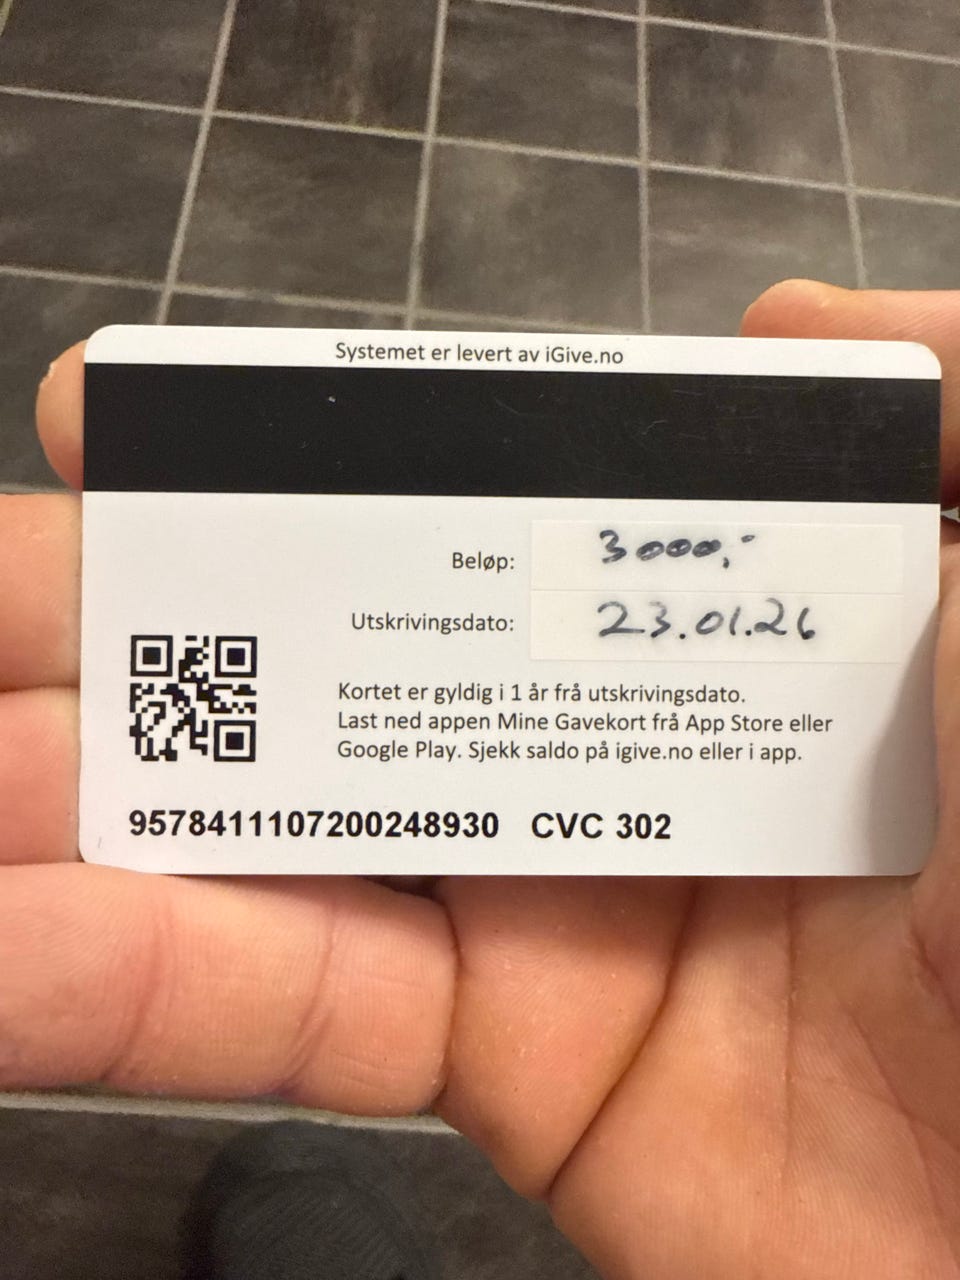 Systemet er levert av iGive.no
Beløp: 3000,-
Utskrivingsdato: 23.01.26
Kortet er gyldig i 1 år frå utskrivingsdato.
Last ned appen Mine Gavekort frå App Store eller
Google Play. Sjekk saldo på igive.no eller i app.
9578411107200248930 CVC 302